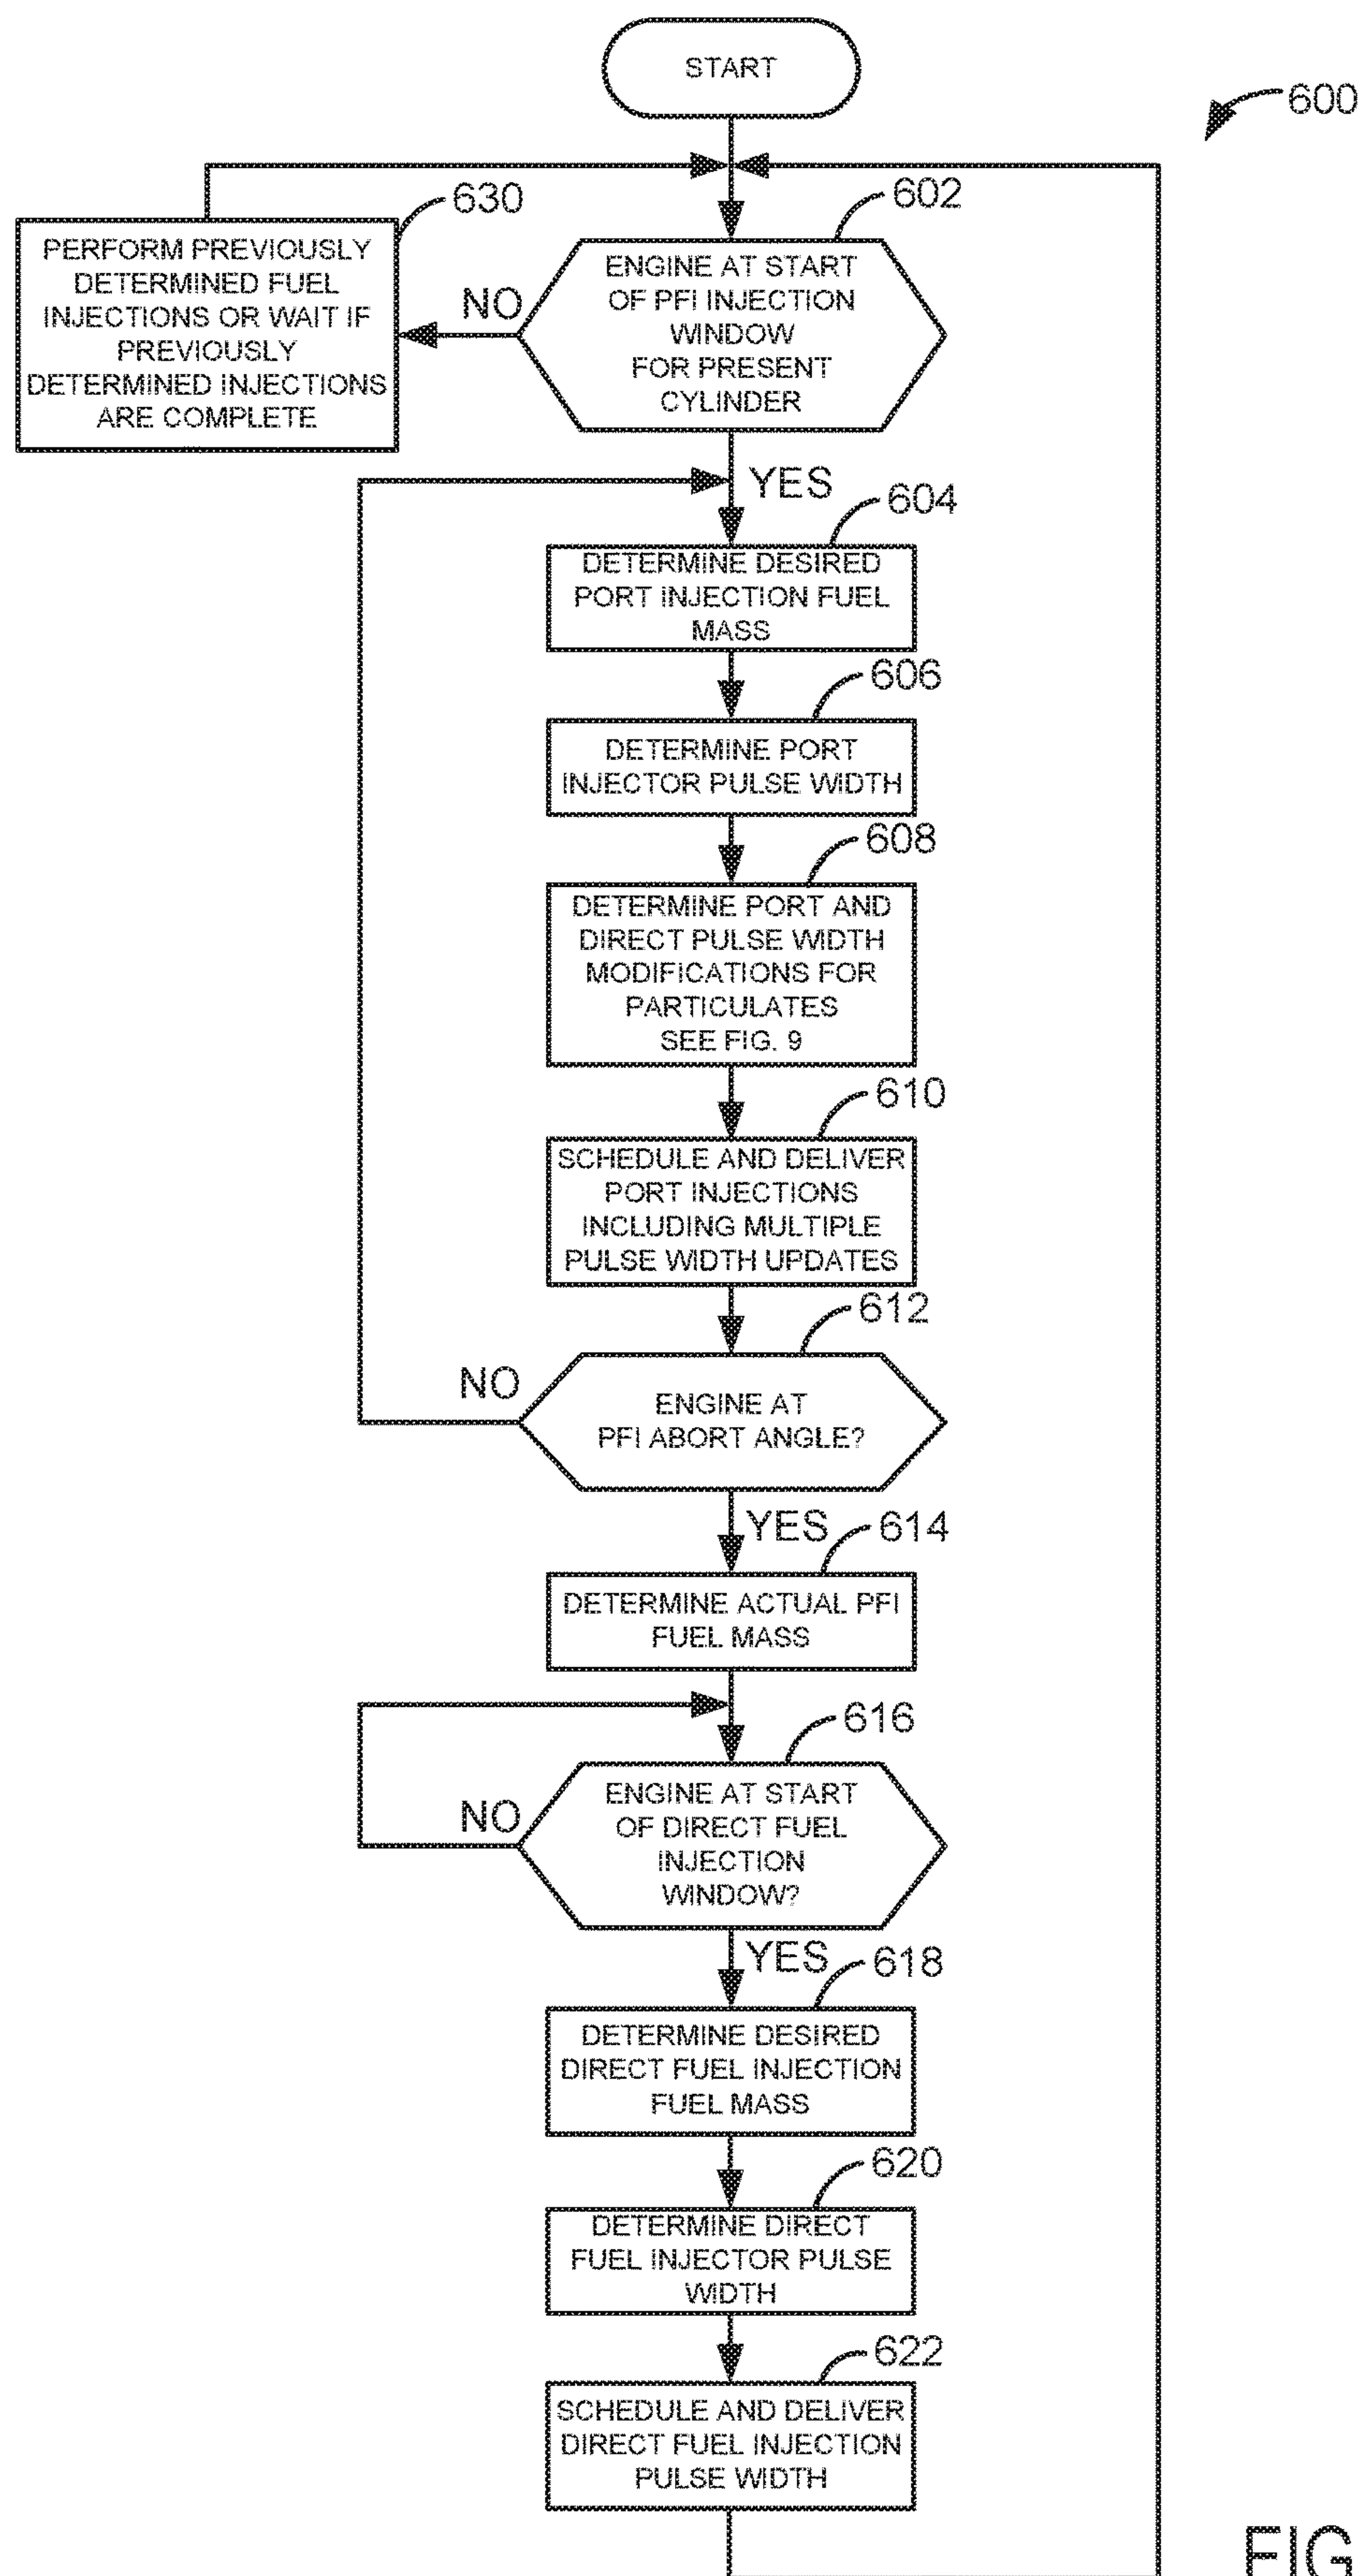 START
600
630
602
PERFORM PREVIOUSLY
DETERMINED FUEL
INJECTIONS OR WAIT IF
PREVIOUSLY
DETERMINED INJECTIONS
ARE COMPLETE
NO
ENGINE AT START
OF PFI INJECTION
WINDOW
FOR PRESENT
CYLINDER
YES
604
DETERMINE DESIRED
PORT INJECTION FUEL
MASS
606
DETERMINE PORT
INJECTOR PULSE WIDTH
608
DETERMINE PORT AND
DIRECT PULSE WIDTH
MODIFICATIONS FOR
PARTICULATES
SEE FIG. 9
610
SCHEDULE AND DELIVER
PORT INJECTIONS
INCLUDING MULTIPLE
PULSE WIDTH UPDATES
612
NO
ENGINE AT
PFI ABORT ANGLE?
YES
614
DETERMINE ACTUAL PFI
FUEL MASS
616
NO
ENGINE AT START
OF DIRECT FUEL
INJECTION
WINDOW?
YES
618
DETERMINE DESIRED
DIRECT FUEL INJECTION
FUEL MASS
620
DETERMINE DIRECT
FUEL INJECTOR PULSE
WIDTH
622
SCHEDULE AND DELIVER
DIRECT FUEL INJECTION
PULSE WIDTH
FIG